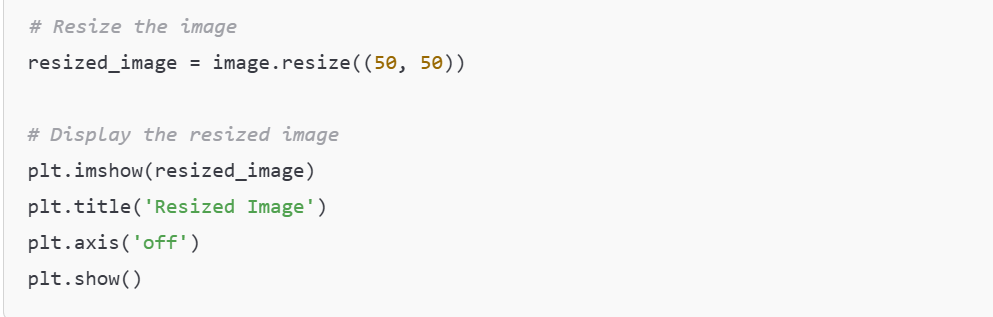 # Resize the image
resized_image = image.resize((50, 50))
# Display the resized image
plt.imshow(resized_image)
plt.title('Resized Image')
plt.axis('off')
plt.show()